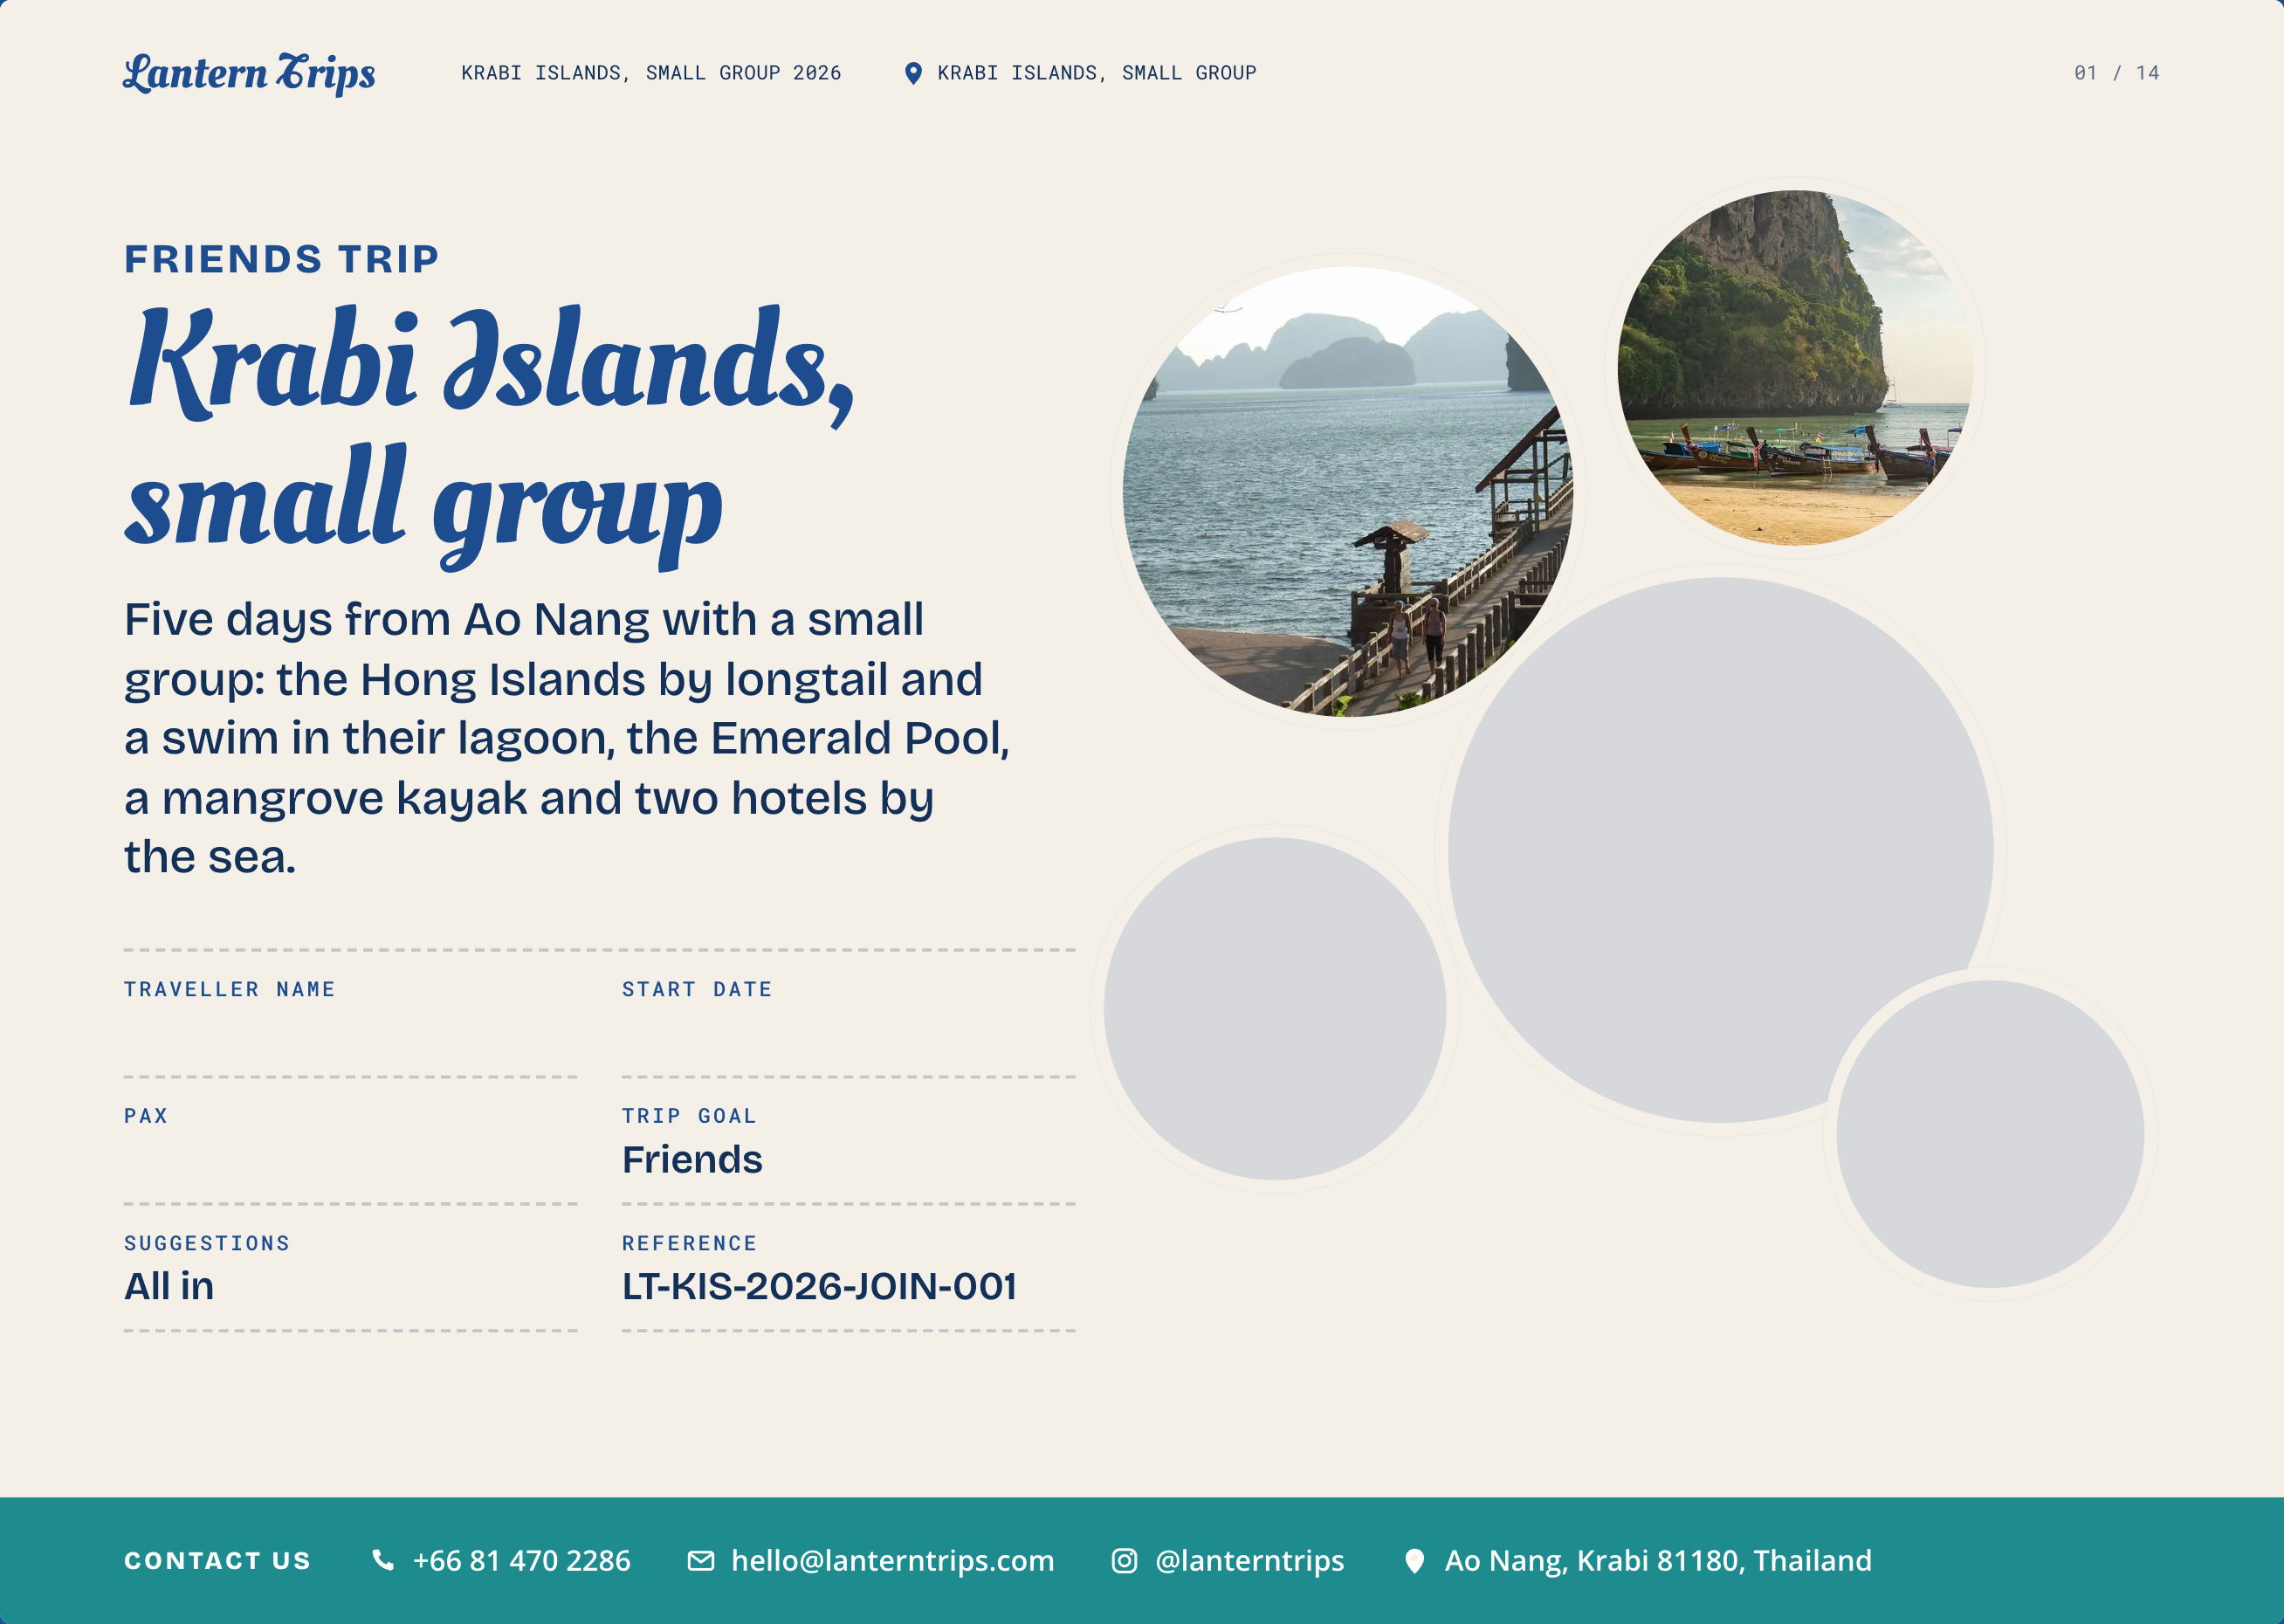 Lantern Trips
KRABI ISLANDS, SMALL GROUP 2026
KRABI ISLANDS, SMALL GROUP
01 / 14
FRIENDS TRIP
Krabi Islands,
small group
Five days from Ao Nang with a small
group: the Hong Islands by longtail and
a swim in their lagoon, the Emerald Pool,
a mangrove kayak and two hotels by
the sea.
TRAVELLER NAME
START DATE
PAX
TRIP GOAL
Friends
SUGGESTIONS
All in
REFERENCE
LT-KIS-2026-JOIN-001
CONTACT US
+66 81 470 2286
hello@lanterntrips.com
@lanterntrips
Ao Nang, Krabi 81180, Thailand